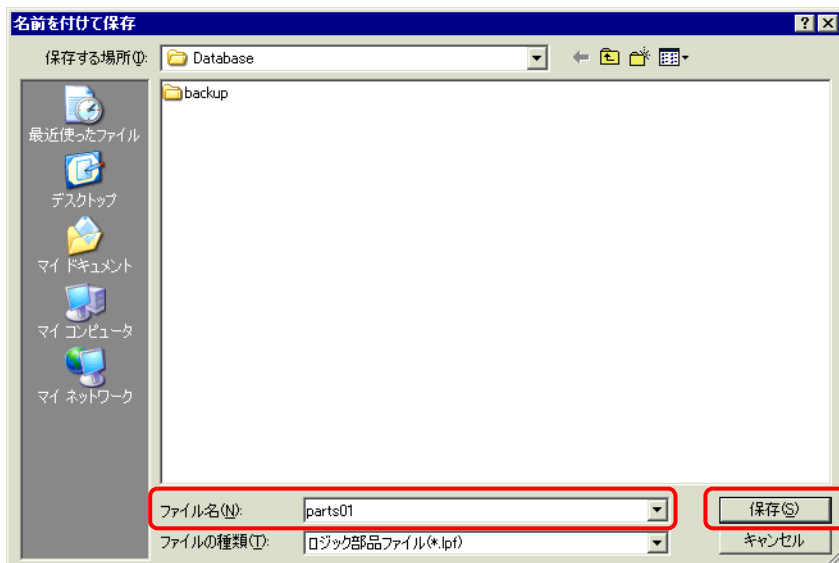 名前を付けて保存
保存する場所(I):
Database
backup
最近使ったファイル
デスクトップ
マイ ドキュメント
マイ コンピュータ
マイ ネットワーク
ファイル名(N):
parts01
保存(S)
ファイルの種類(T):
ロジック部品ファイル(*.lpf)
キャンセル